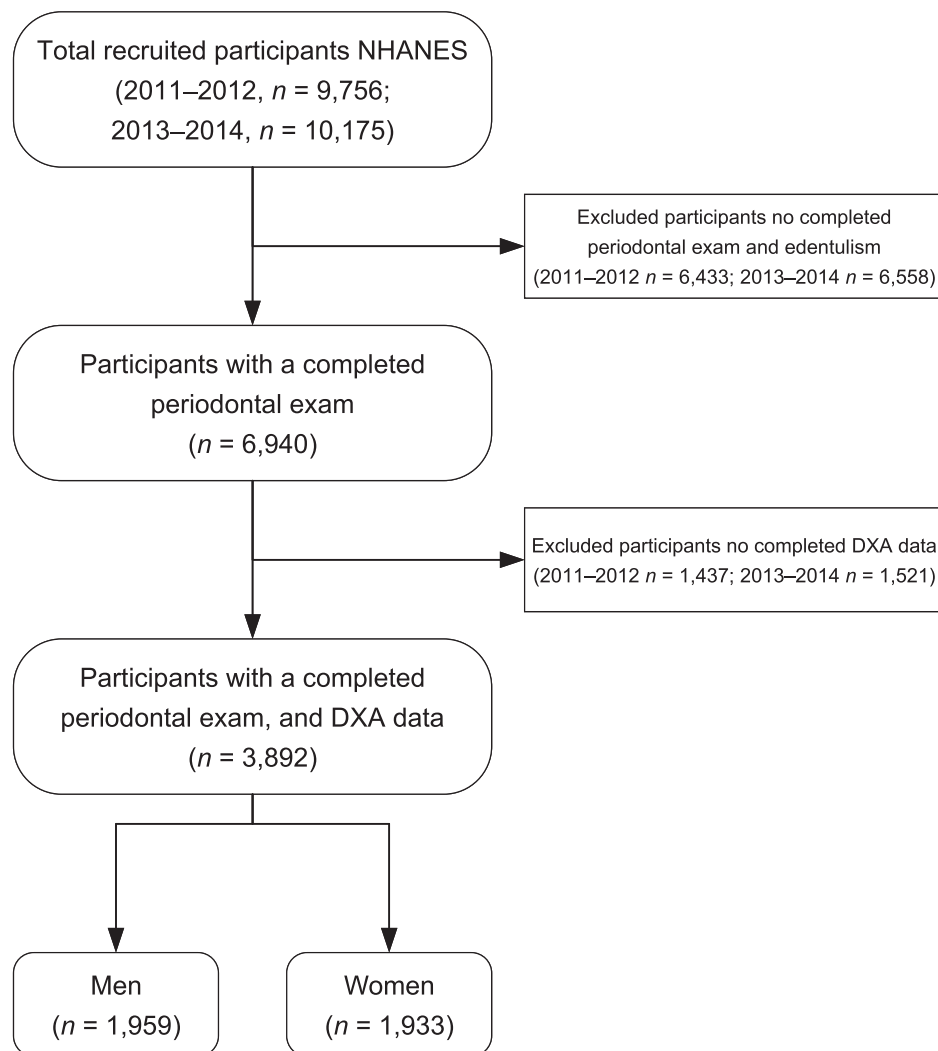 Total recruited participants NHANES
(2011–2012, n = 9,756;
2013–2014, n = 10,175)
Excluded participants no completed
periodontal exam and edentulism
(2011–2012 n = 6,433; 2013–2014 n = 6,558)
Participants with a completed
periodontal exam
(n = 6,940)
Excluded participants no completed DXA data
(2011–2012 n = 1,437; 2013–2014 n = 1,521)
Participants with a completed
periodontal exam, and DXA data
(n = 3,892)
Men
(n = 1,959)
Women
(n = 1,933)